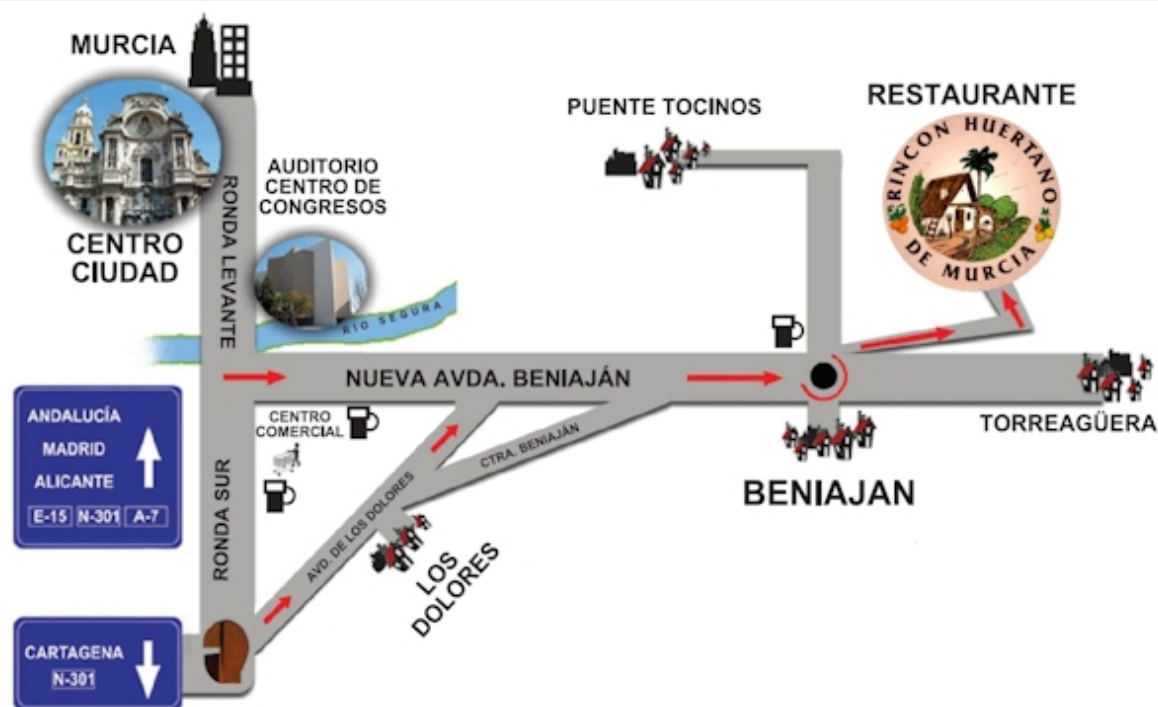 MURCIA
CENTRO
CIUDAD
RONDA LEVANTE
AUDITORIO
CENTRO DE
CONGRESOS
RÍO SEGURA
PUENTE TOCINOS
RESTAURANTE
RINCON HUERTANO
DE MURCIA
NUEVA AVDA. BENIAJÁN
TORREAGÜERA
BENIAJAN
CENTRO
COMERCIAL
CTRA. BENIAJÁN
AVD. DE LOS DOLORES
LOS
DOLORES
RONDA SUR
ANDALUCÍA
MADRID
ALICANTE
E-15 N-301 A-7
CARTAGENA
N-301